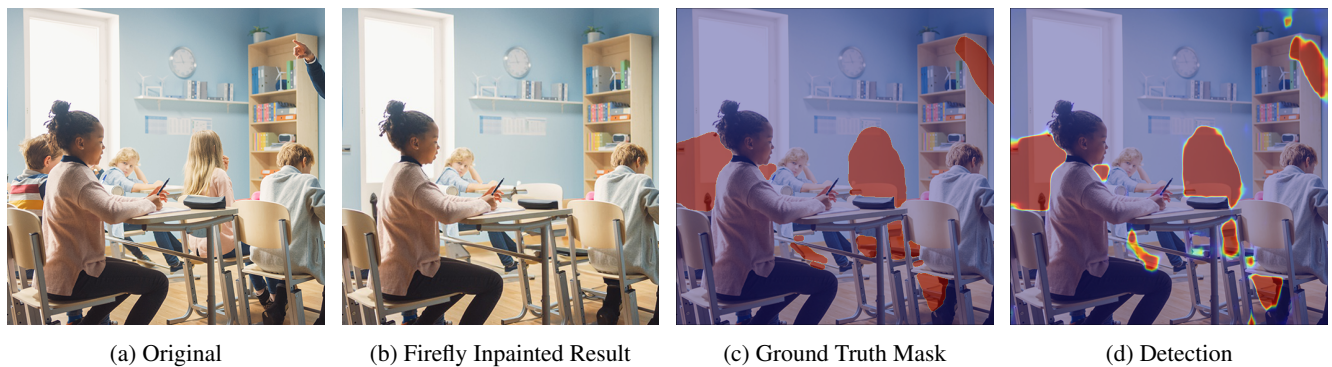 (a) Original
(b) Firefly Inpainted Result
(c) Ground Truth Mask
(d) Detection